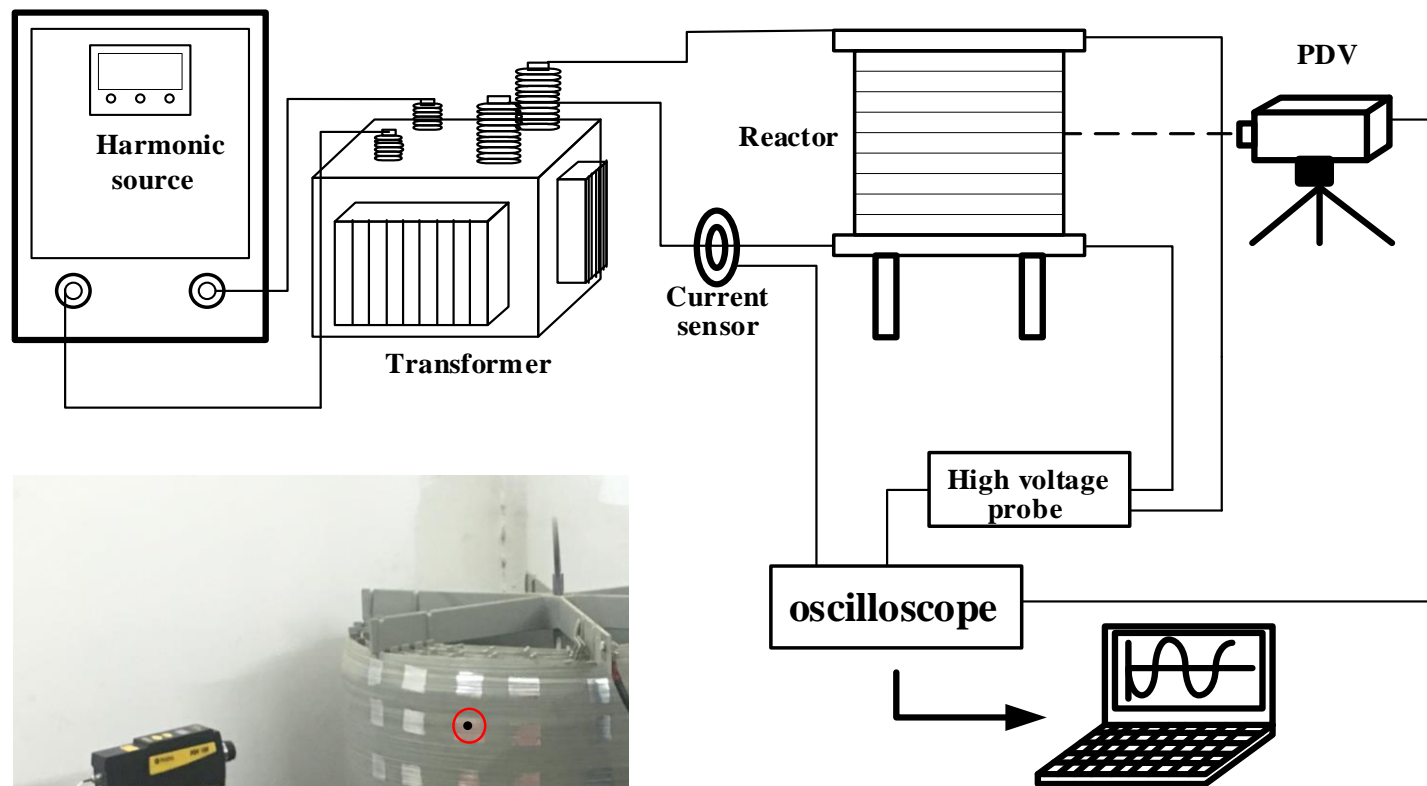 Harmonic
source
Transformer
Current
sensor
Reactor
PDV
High voltage
probe
oscilloscope